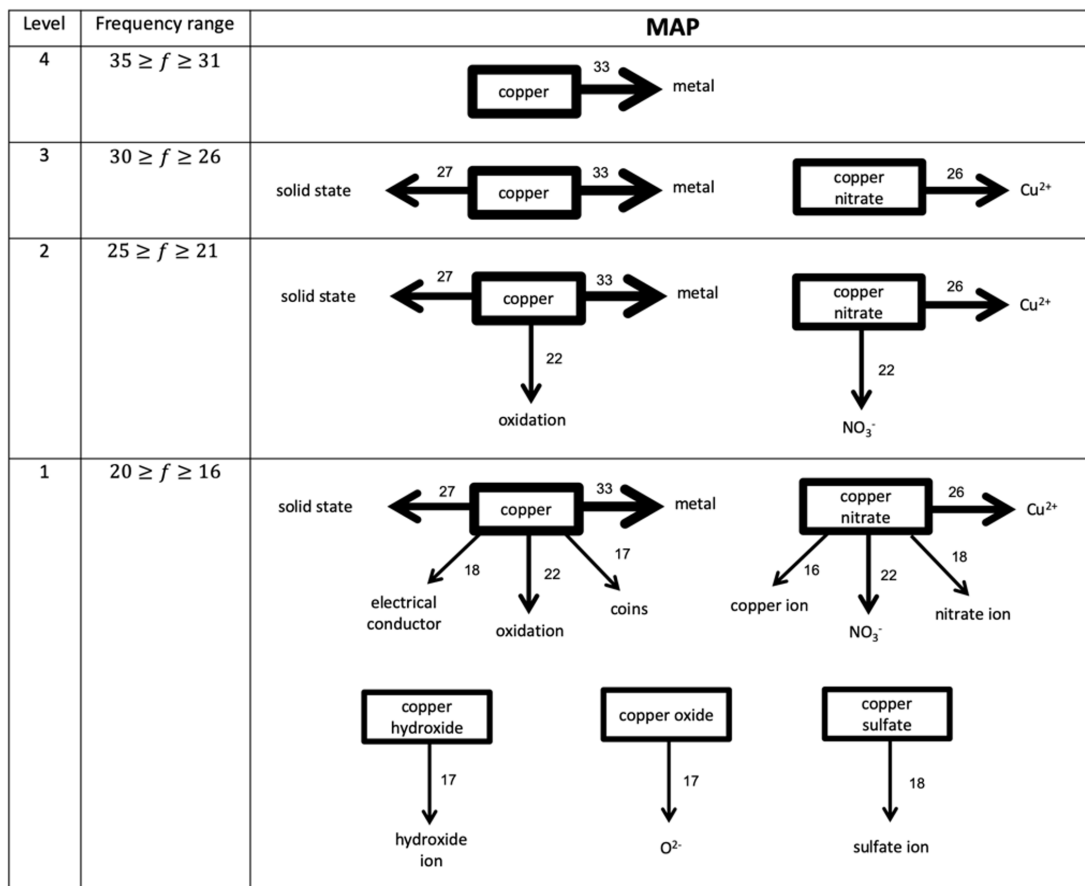 Level
Frequency range
MAP
4
35 ≥ f ≥ 31
33
copper
metal
3
30 ≥ f ≥ 26
27
33
26
solid state
copper
metal
copper
nitrate
Cu²⁺
2
25 ≥ f ≥ 21
27
33
26
solid state
copper
metal
copper
nitrate
Cu²⁺
22
22
oxidation
NO₃⁻
1
20 ≥ f ≥ 16
27
33
26
solid state
copper
metal
copper
nitrate
Cu²⁺
18
22
17
16
22
18
electrical
conductor
oxidation
coins
copper ion
NO₃⁻
nitrate ion
copper
hydroxide
copper oxide
copper
sulfate
17
17
18
hydroxide
ion
O²⁻
sulfate ion